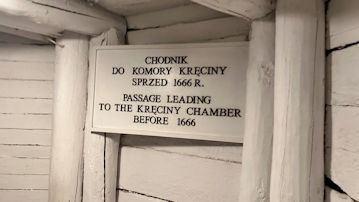 CHODNIK
DO KOMORY KRĘCINY
SPRZED 1666 R.
PASSAGE LEADING
TO THE KRĘCINY CHAMBER
BEFORE 1666